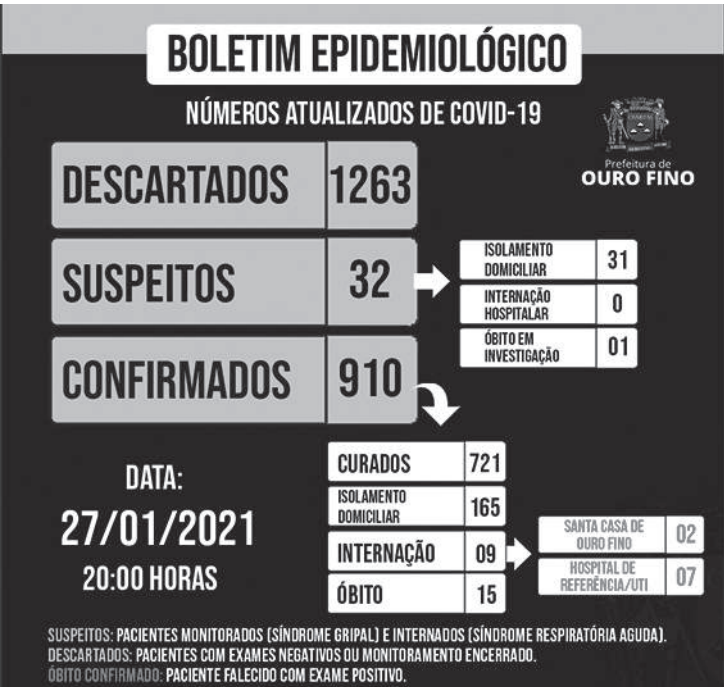 BOLETIM EPIDEMIOLÓGICO
NÚMEROS ATUALIZADOS DE COVID-19
Prefeitura de
OURO FINO
DESCARTADOS 1263
SUSPEITOS 32
ISOLAMENTO
DOMICILIAR 31
INTERNAÇÃO
HOSPITALAR 0
ÓBITO EM
INVESTIGAÇÃO 01
CONFIRMADOS 910
CURADOS 721
ISOLAMENTO
DOMICILIAR 165
INTERNAÇÃO 09
SANTA CASA DE
OURO FINO 02
HOSPITAL DE
REFERÊNCIA/UTI 07
ÓBITO 15
DATA:
27/01/2021
20:00 HORAS
SUSPEITOS: PACIENTES MONITORADOS (SÍNDROME GRIPAL) E INTERNADOS (SÍNDROME RESPIRATÓRIA AGUDA).
DESCARTADOS: PACIENTES COM EXAMES NEGATIVOS OU MONITORAMENTO ENCERRADO.
ÓBITO CONFIRMADO: PACIENTE FALECIDO COM EXAME POSITIVO.